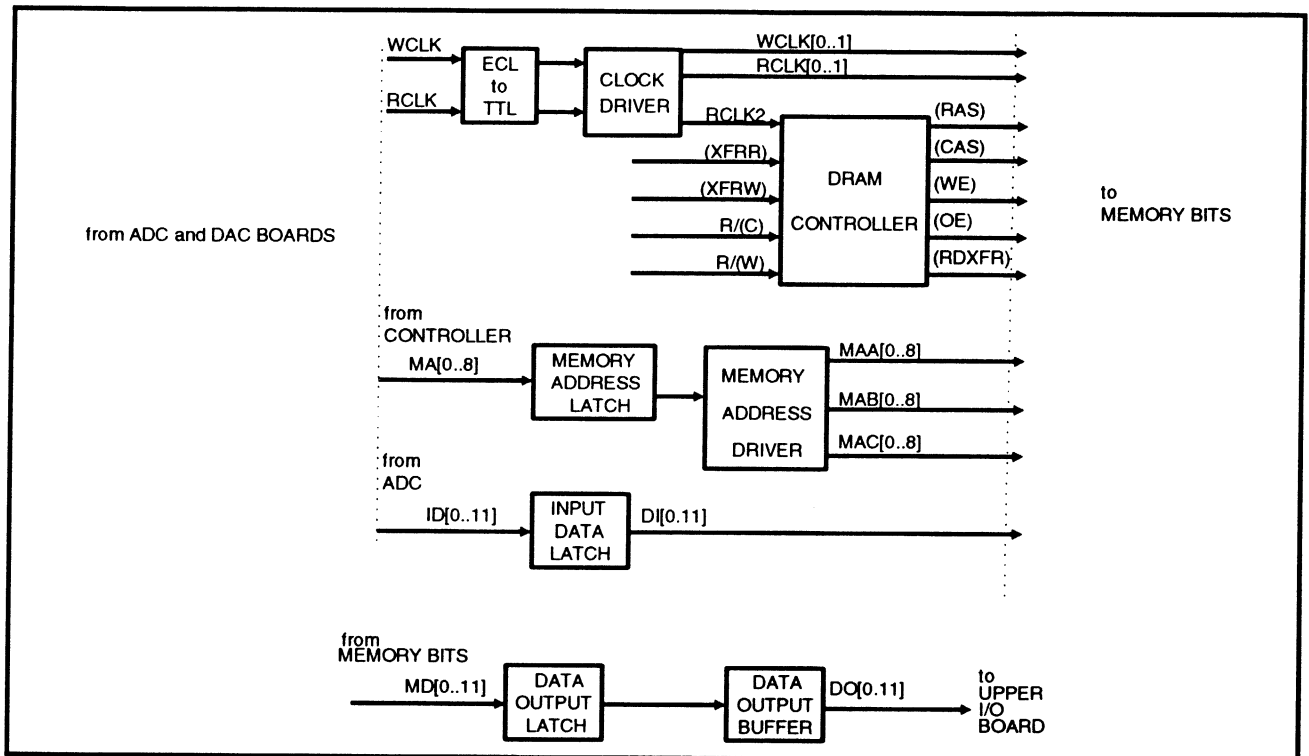 WCLK
RCLK
ECL
to
TTL
CLOCK
DRIVER
WCLK[0..1]
RCLK[0..1]
RCLK2
(XFRR)
(XFRW)
R/(C)
R/(W)
DRAM
CONTROLLER
(RAS)
(CAS)
(WE)
(OE)
(RDXFR)
to
MEMORY BITS
from ADC and DAC BOARDS
from
CONTROLLER
MA[0..8]
MEMORY
ADDRESS
LATCH
MEMORY
ADDRESS
DRIVER
MAA[0..8]
MAB[0..8]
MAC[0..8]
from
ADC
ID[0..11]
INPUT
DATA
LATCH
DI[0.11]
from
MEMORY BITS
MD[0..11]
DATA
OUTPUT
LATCH
DATA
OUTPUT
BUFFER
DO[0.11]
to
UPPER
I/O
BOARD